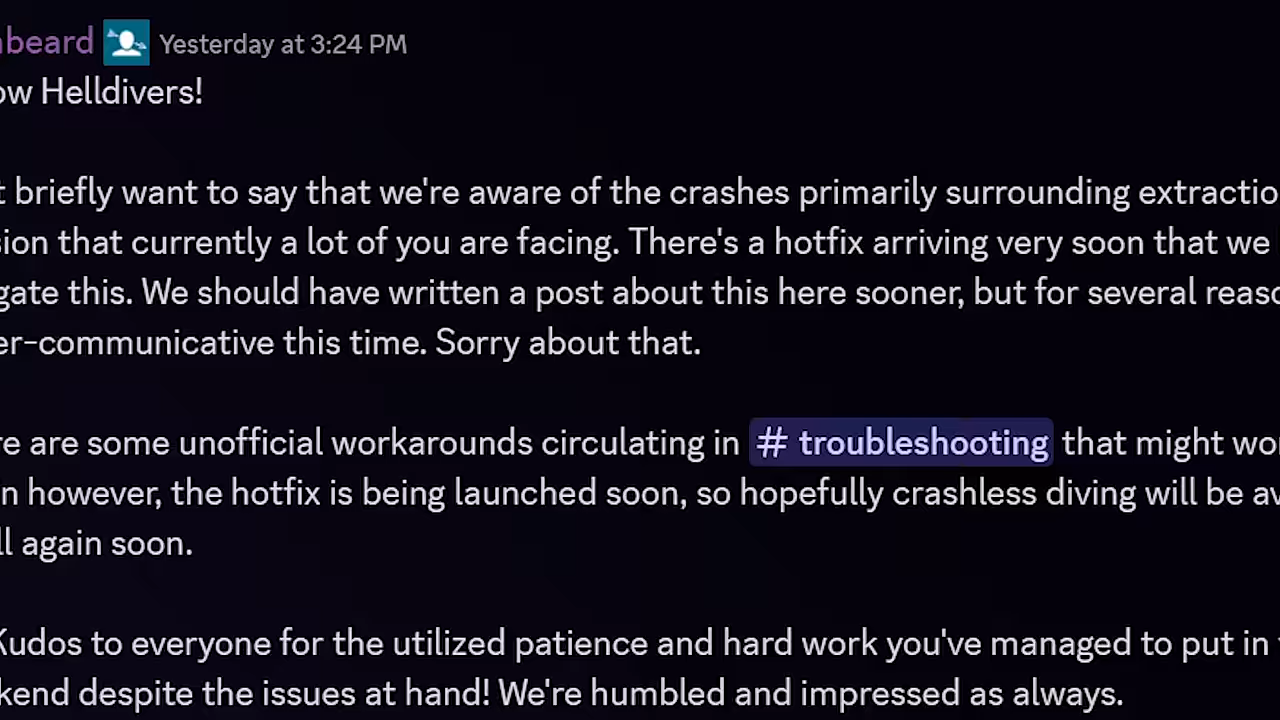 nbeard Yesterday at 3:24 PM
ow Helldivers!
t briefly want to say that we're aware of the crashes primarily surrounding extractio
sion that currently a lot of you are facing. There's a hotfix arriving very soon that we
gate this. We should have written a post about this here sooner, but for several reaso
er-communicative this time. Sorry about that.
re are some unofficial workarounds circulating in # troubleshooting that might wo
n however, the hotfix is being launched soon, so hopefully crashless diving will be av
ll again soon.
Kudos to everyone for the utilized patience and hard work you've managed to put in t
kend despite the issues at hand! We're humbled and impressed as always.